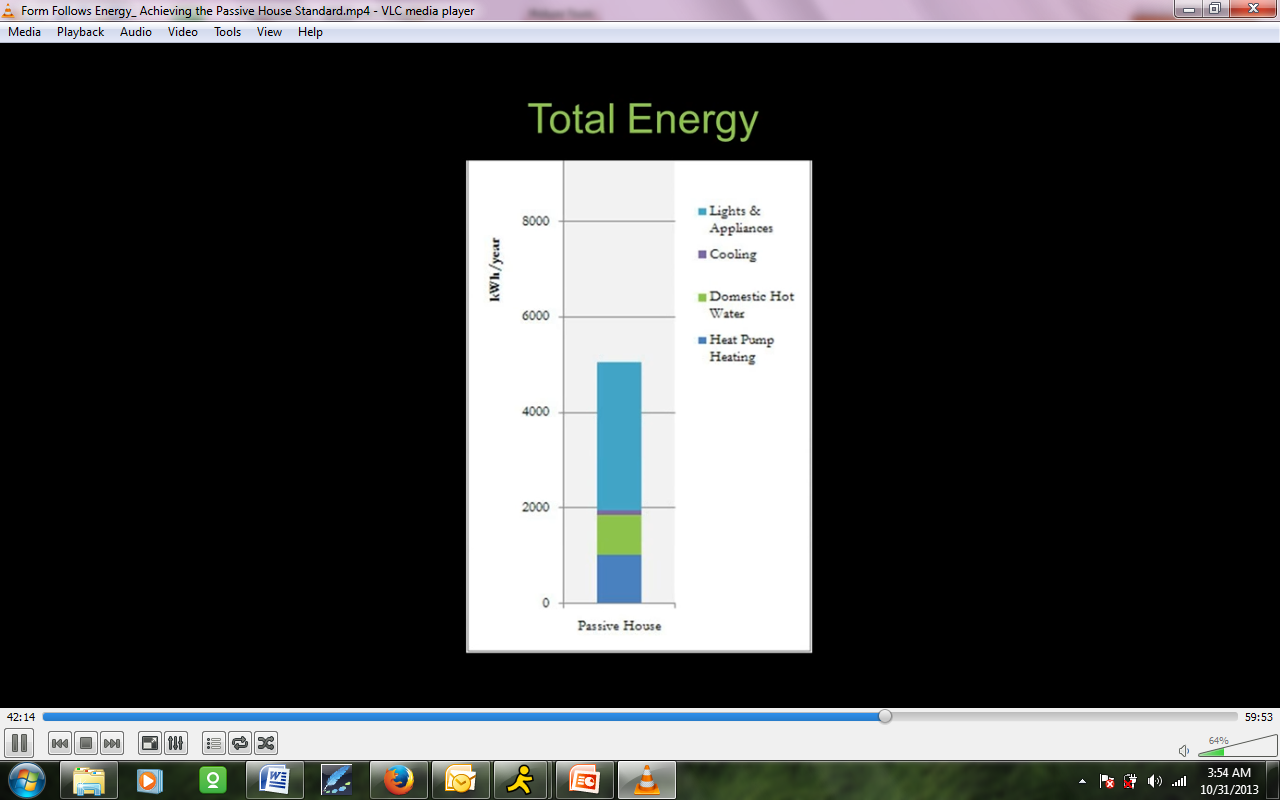 Form Follows Energy_ Achieving the Passive House Standard.mp4 - VLC media player
Media Playback Audio Video Tools View Help
Total Energy
kWh/year
8000
6000
4000
2000
0
Passive House
Lights &
Appliances
Cooling
Domestic Hot
Water
Heat Pump
Heating
42:14
59:53
64%
3:54 AM
10/31/2013